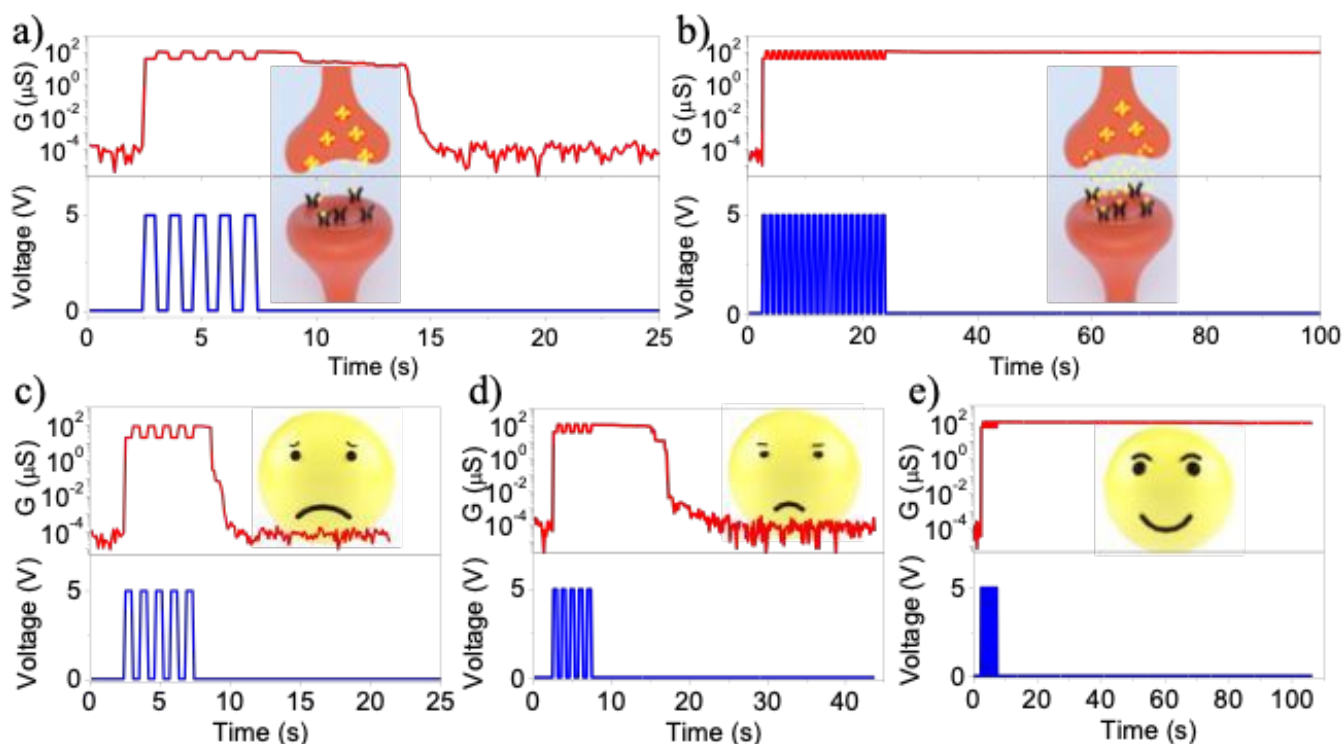 a)
G (μS)
10²
10⁰
10⁻²
10⁻⁴
Voltage (V)
5
0
0 5 10 15 20 25
Time (s)
b)
G (μS)
10²
10⁰
10⁻²
10⁻⁴
Voltage (V)
5
0
0 20 40 60 80 100
Time (s)
c)
G (μS)
10²
10⁰
10⁻²
10⁻⁴
Voltage (V)
5
0
0 5 10 15 20 25
Time (s)
d)
G (μS)
10²
10⁰
10⁻²
10⁻⁴
Voltage (V)
5
0
0 10 20 30 40
Time (s)
e)
G (μS)
10²
10⁰
10⁻²
10⁻⁴
Voltage (V)
5
0
0 20 40 60 80 100
Time (s)